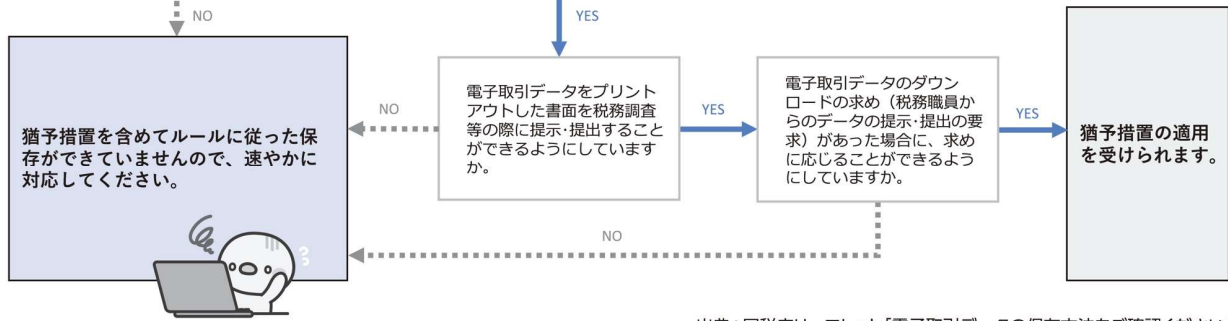 NO
YES
猶予措置を含めてルールに従った保
存ができていませんので、速やかに
対応してください。
NO
電子取引データをプリント
アウトした書面を税務調査
等の際に提示・提出すること
ができるようにしています
か。
YES
電子取引データのダウン
ロードの求め（税務職員か
らのデータの提示・提出の要
求）があった場合に、求め
に応じることができるよう
にしていますか。
YES
猶予措置の適用
を受けられます。
NO